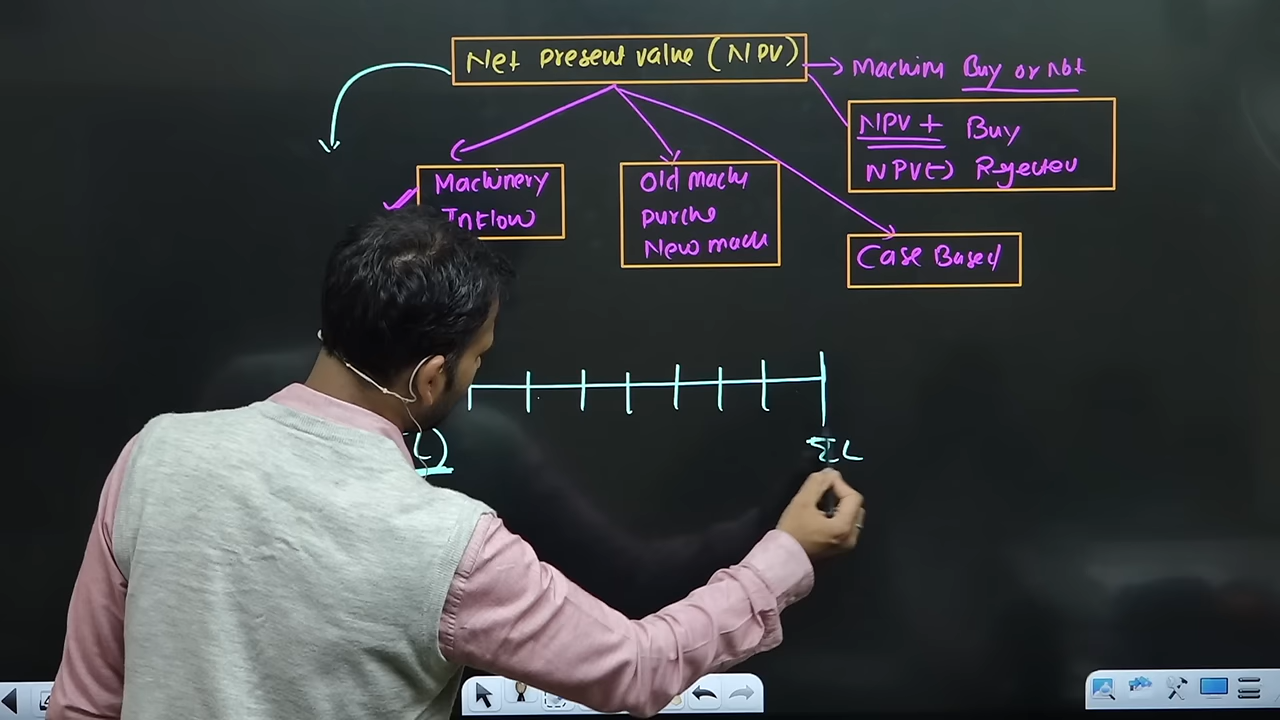 Net present value (NPV)
Machine Buy or Not
NPV + Buy
NPV(-) Rejected
Machinery
Inflow
Old mach
purche
New mach
Case Based